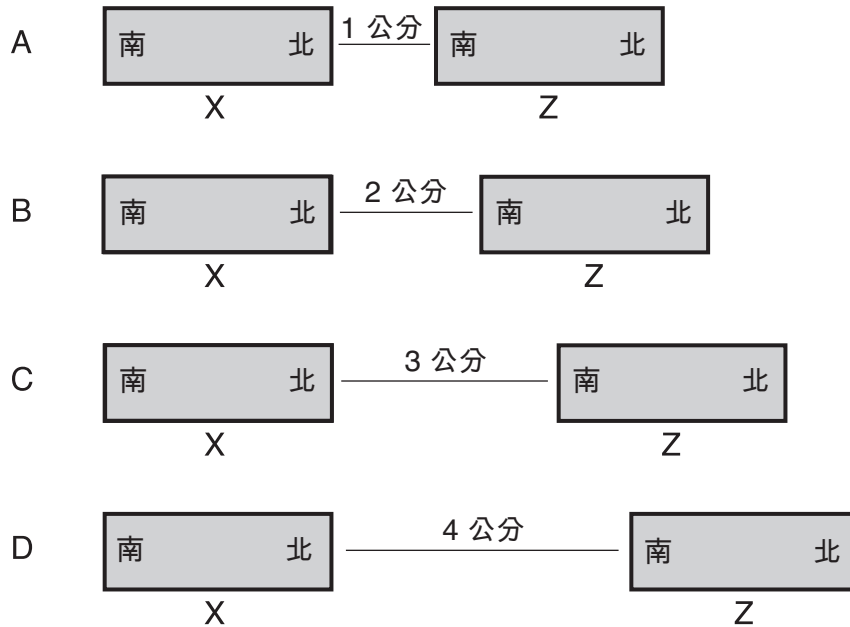 A 南 北 1 公分 南 北
X Z
B 南 北 2 公分 南 北
X Z
C 南 北 3 公分 南 北
X Z
D 南 北 4 公分 南 北
X Z